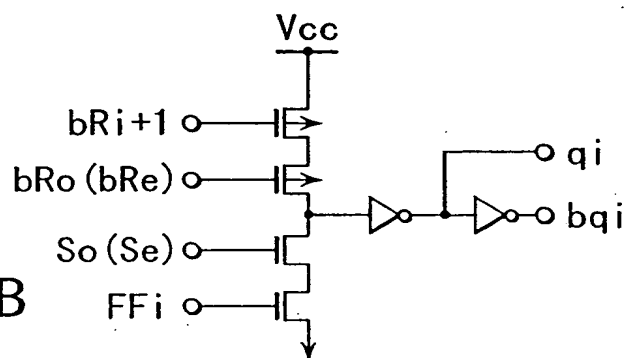 Vcc
bRi+1
qi
bRo(bRe)
bqi
So(Se)
B
FFi